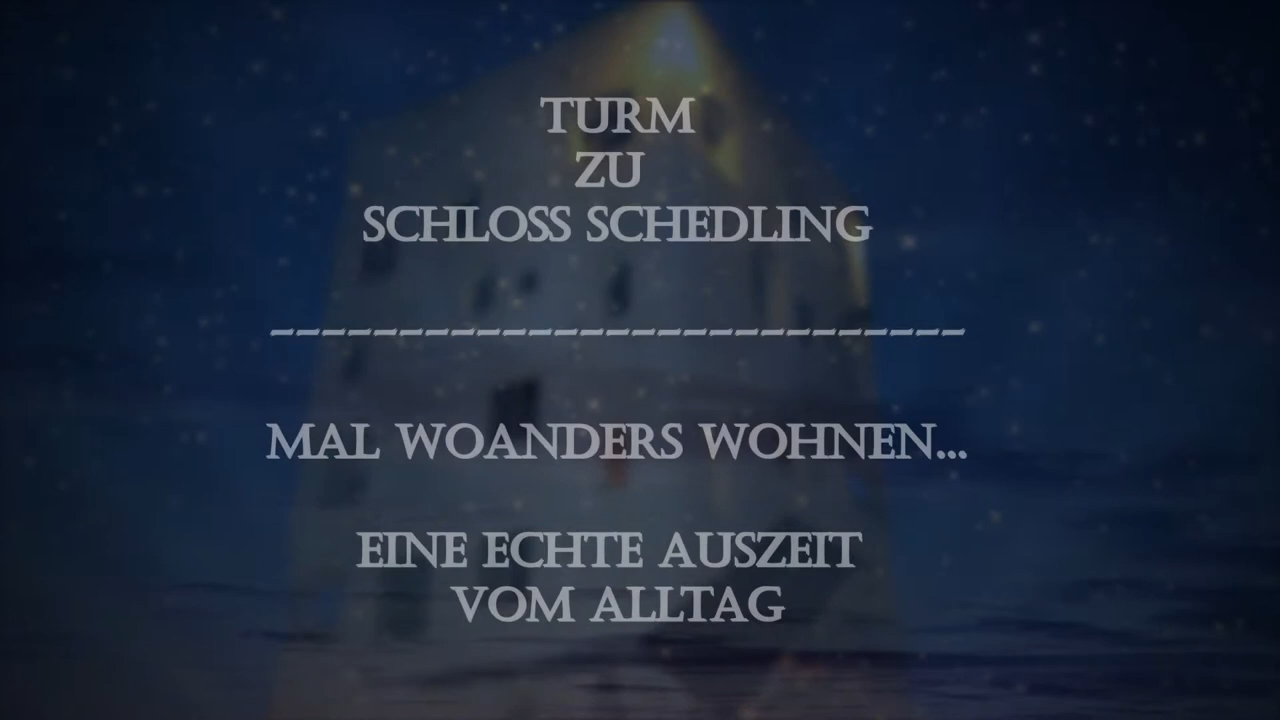 TURM
ZU
SCHLOSS SCHEDLING
---------------------------
MAL WOANDERS WOHNEN...
EINE ECHTE AUSZEIT
VOM ALLTAG